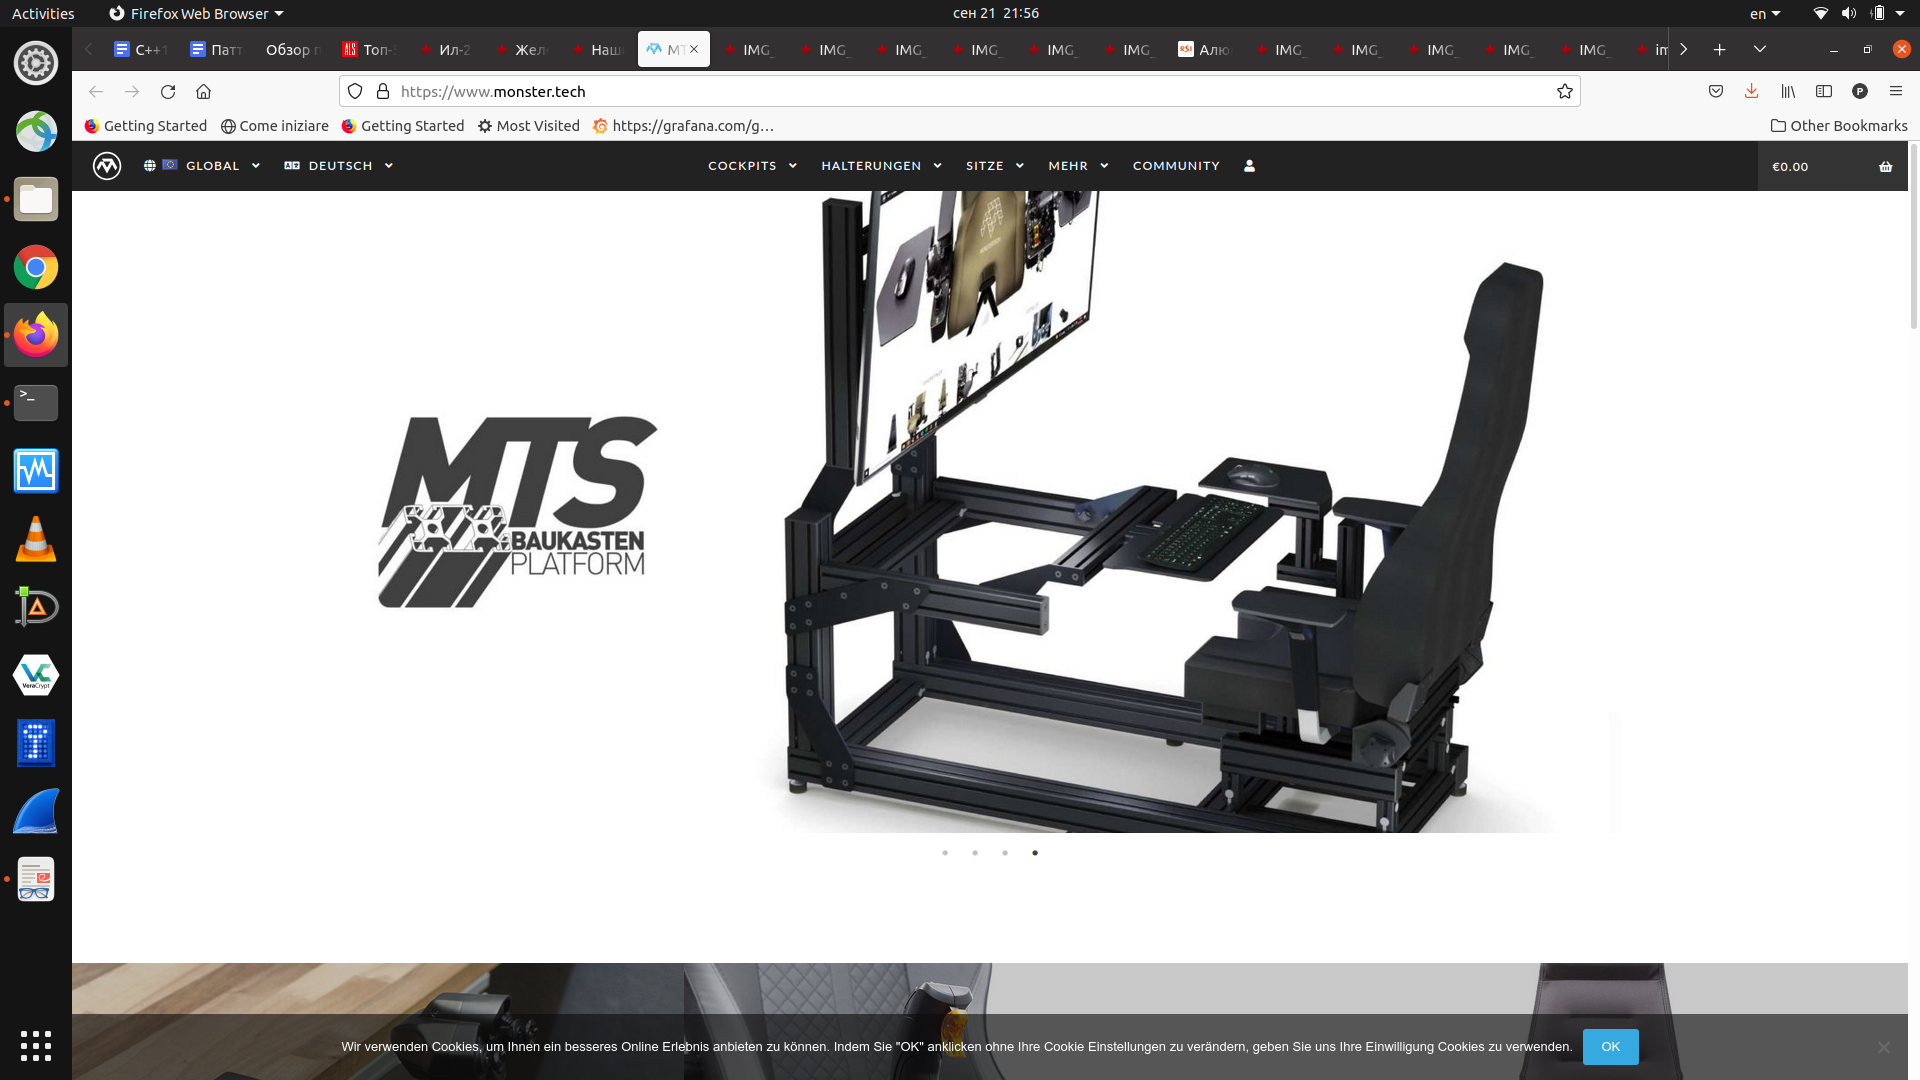 Activities
Firefox Web Browser
сен 21 21:56
en
C++1
Патт
Обзор
Топ-
Ил-2
Жел
Наш
MT
IMG_
IMG_
IMG_
IMG_
IMG_
IMG_
Алю
IMG_
IMG_
IMG_
IMG_
IMG_
im
https://www.monster.tech
Getting Started
Come iniziare
Getting Started
Most Visited
https://grafana.com/g…
Other Bookmarks
GLOBAL
DEUTSCH
COCKPITS
HALTERUNGEN
SITZE
MEHR
COMMUNITY
€0.00
MTS
BAUKASTEN
PLATFORM
VeraCrypt
Wir verwenden Cookies, um Ihnen ein besseres Online Erlebnis anbieten zu können. Indem Sie "OK" anklicken ohne Ihre Cookie Einstellungen zu verändern, geben Sie uns Ihre Einwilligung Cookies zu verwenden.
OK